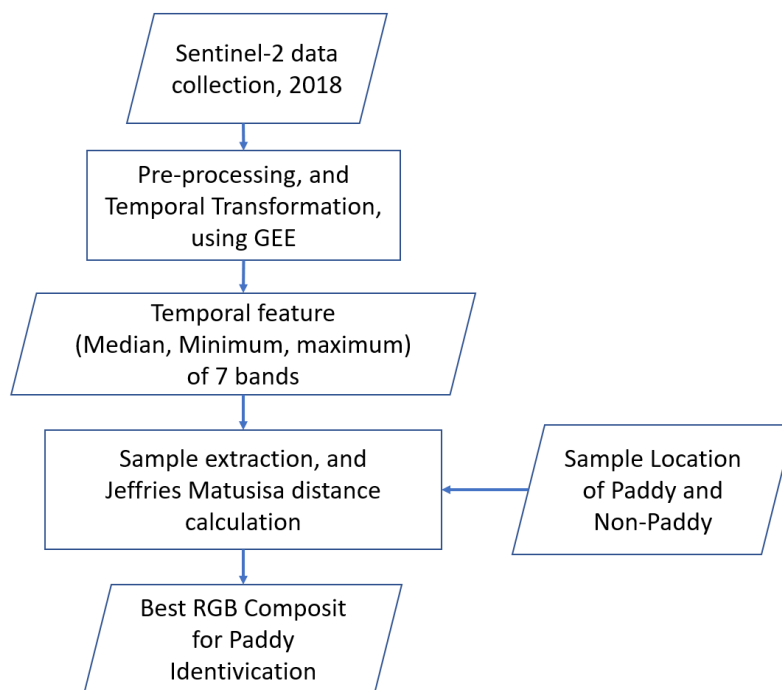 Sentinel-2 data
collection, 2018
Pre-processing, and
Temporal Transformation,
using GEE
Temporal feature
(Median, Minimum, maximum)
of 7 bands
Sample extraction, and
Jeffries Matusisa distance
calculation
Sample Location
of Paddy and
Non-Paddy
Best RGB Composit
for Paddy
Identivication